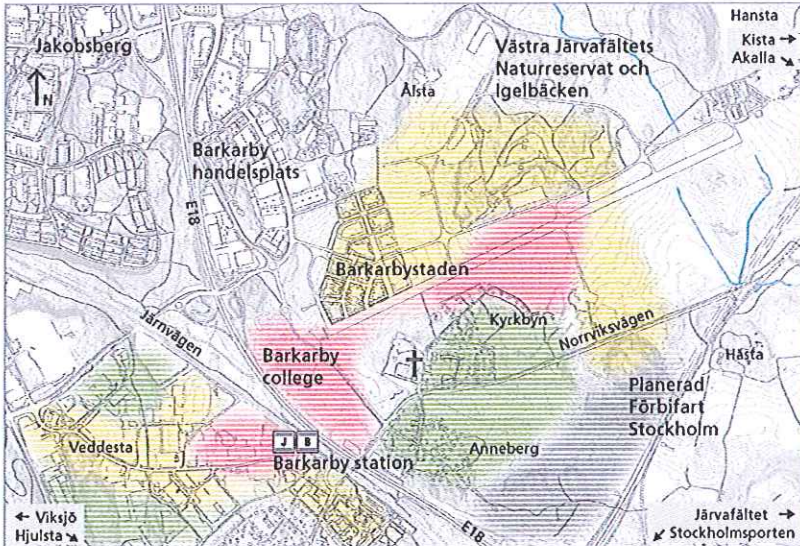 Jakobsberg
N
Hansta
Kista →
Akalla ↘
Västra Järvafältets
Naturreservat och
Igelbäcken
Ålsta
Barkarby
handelsplats
E18
Barkarbystaden
Järnvägen
Kyrkbyn
Norrviksvägen
Barkarby
college
Hästa
Planerad
Förbifart
Stockholm
Veddesta
J B
Barkarby station
Anneberg
← Viksjö
Hjulsta ↘
E18
Järvafältet →
↙ Stockholmsporten